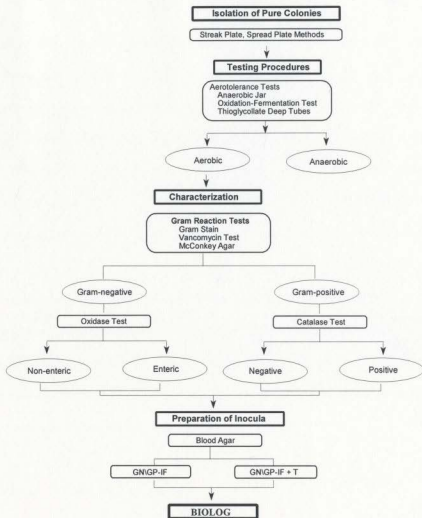 Isolation of Pure Colonies
Streak Plate, Spread Plate Methods
Testing Procedures
Aerotolerance Tests
Anaerobic Jar
Oxidation-Fermentation Test
Thioglycollate Deep Tubes
Aerobic
Anaerobic
Characterization
Gram Reaction Tests
Gram Stain
Vancomycin Test
McConkey Agar
Gram-negative
Gram-positive
Oxidase Test
Catalase Test
Non-enteric
Enteric
Negative
Positive
Preparation of Inocula
Blood Agar
GN\GP-IF
GN\GP-IF + T
BIOLOG